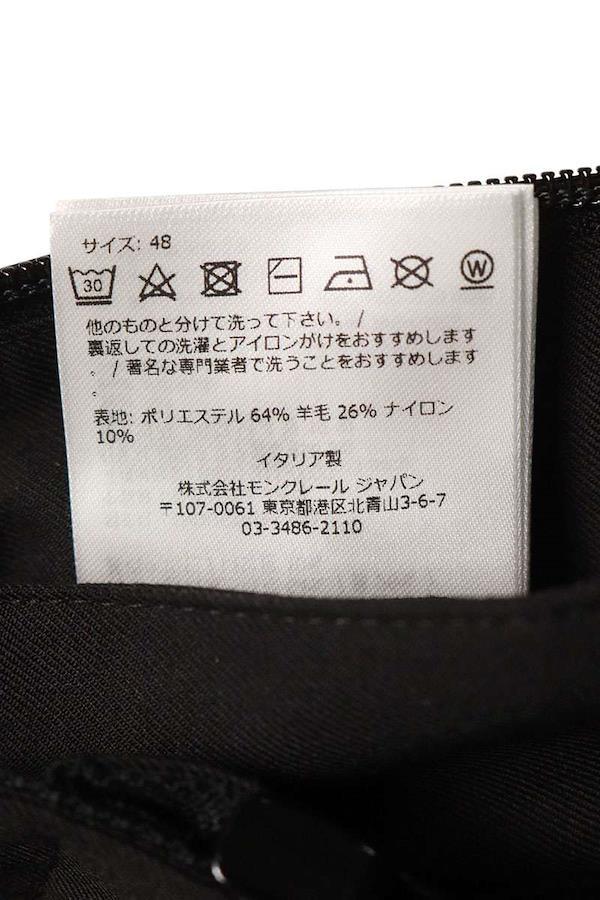 サイズ: 48
30
W
他のものと分けて洗って下さい。 /
裏返しての洗濯とアイロンがけをおすすめします
。 / 著名な専門業者で洗うことをおすすめします
。
表地: ポリエステル 64% 羊毛 26% ナイロン
10%
イタリア製
株式会社モンクレール ジャパン
〒107-0061 東京都港区北青山3-6-7
03-3486-2110